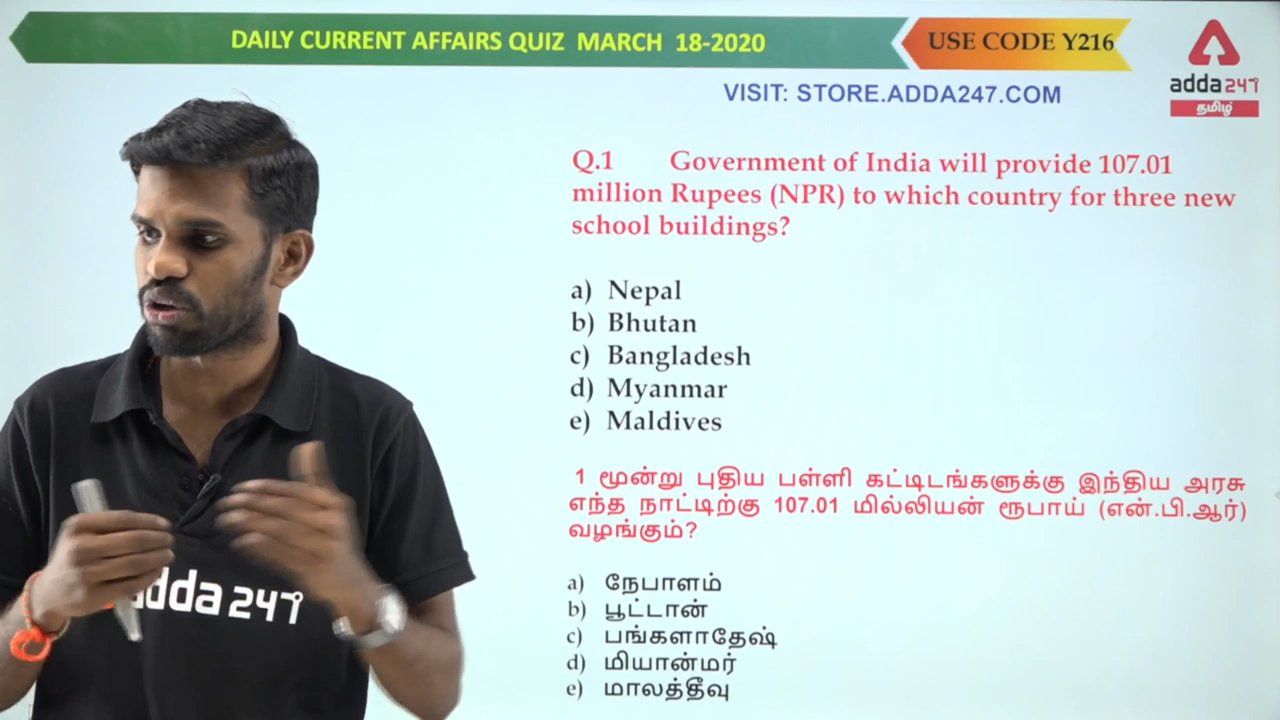 DAILY CURRENT AFFAIRS QUIZ MARCH 18-2020
USE CODE Y216
adda247
தமிழ்
VISIT: STORE.ADDA247.COM
Q.1 Government of India will provide 107.01
million Rupees (NPR) to which country for three new
school buildings?
a) Nepal
b) Bhutan
c) Bangladesh
d) Myanmar
e) Maldives
1 மூன்று புதிய பள்ளி கட்டிடங்களுக்கு இந்திய அரசு
எந்த நாட்டிற்கு 107.01 மில்லியன் ரூபாய் (என்.பி.ஆர்)
வழங்கும்?
a) நேபாளம்
b) பூட்டான்
c) பங்களாதேஷ்
d) மியான்மர்
e) மாலத்தீவு
adda 247